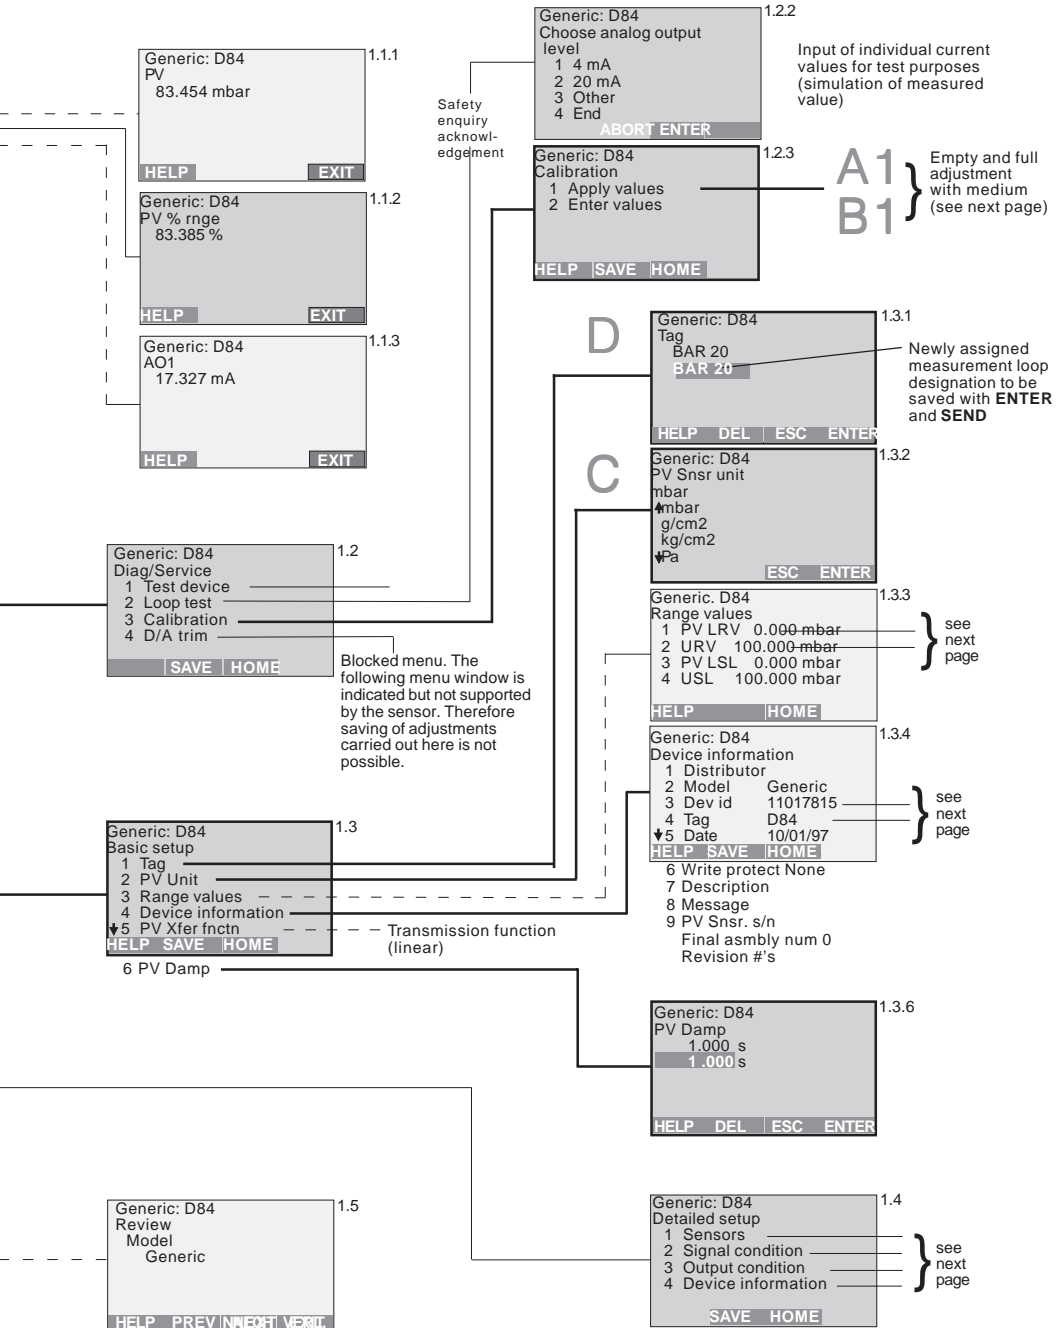 Generic: D84
PV
83.454 mbar
HELP EXIT
1.1.1
Generic: D84
PV % rnge
83.385 %
HELP EXIT
1.1.2
Generic: D84
AO1
17.327 mA
HELP EXIT
1.1.3
Safety
enquiry
acknowl-
edgement
Generic: D84
Choose analog output
level
1 4 mA
2 20 mA
3 Other
4 End
ABORT ENTER
1.2.2
Input of individual current
values for test purposes
(simulation of measured
value)
Generic: D84
Calibration
1 Apply values
2 Enter values
HELP SAVE HOME
1.2.3
A1
B1
Empty and full
adjustment
with medium
(see next page)
D
Generic: D84
Tag
BAR 20
BAR 20
HELP DEL ESC ENTER
1.3.1
Newly assigned
measurement loop
designation to be
saved with ENTER
and SEND
C
Generic: D84
PV Snsr unit
mbar
mbar
g/cm2
kg/cm2
Pa
ESC ENTER
1.3.2
Generic: D84
Diag/Service
1 Test device
2 Loop test
3 Calibration
4 D/A trim
SAVE HOME
1.2
Blocked menu. The
following menu window is
indicated but not supported
by the sensor. Therefore
saving of adjustments
carried out here is not
possible.
Generic. D84
Range values
1 PV LRV 0.000 mbar
2 URV 100.000 mbar
3 PV LSL 0.000 mbar
4 USL 100.000 mbar
HELP HOME
1.3.3
see
next
page
Generic: D84
Device information
1 Distributor
2 Model Generic
3 Dev id 11017815
4 Tag D84
5 Date 10/01/97
HELP SAVE HOME
6 Write protect None
7 Description
8 Message
9 PV Snsr. s/n
Final asmbly num 0
Revision #'s
1.3.4
see
next
page
Generic: D84
Basic setup
1 Tag
2 PV Unit
3 Range values
4 Device information
5 PV Xfer fnctn
HELP SAVE HOME
6 PV Damp
1.3
Transmission function
(linear)
Generic: D84
PV Damp
1.000 s
1.000 s
HELP DEL ESC ENTER
1.3.6
Generic: D84
Review
Model
Generic
HELP PREV
1.5
Generic: D84
Detailed setup
1 Sensors
2 Signal condition
3 Output condition
4 Device information
SAVE HOME
1.4
see
next
page